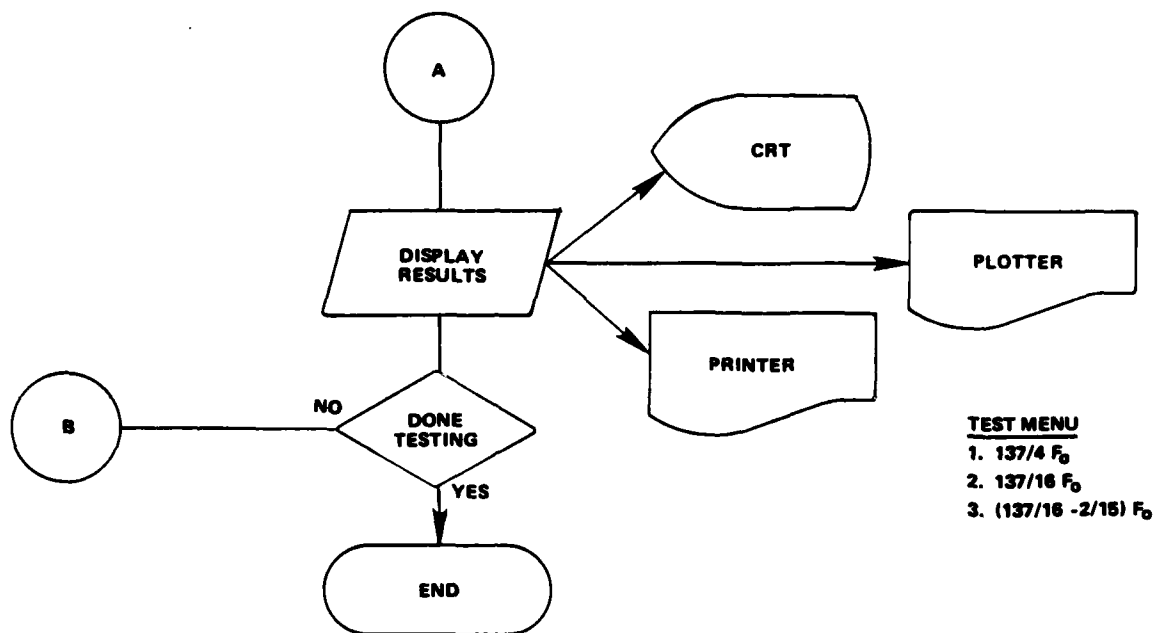 A
CRT
DISPLAY
RESULTS
PLOTTER
PRINTER
B
NO
DONE
TESTING
YES
END
TEST MENU
1. 137/4 F₀
2. 137/16 F₀
3. (137/16 -2/15) F₀